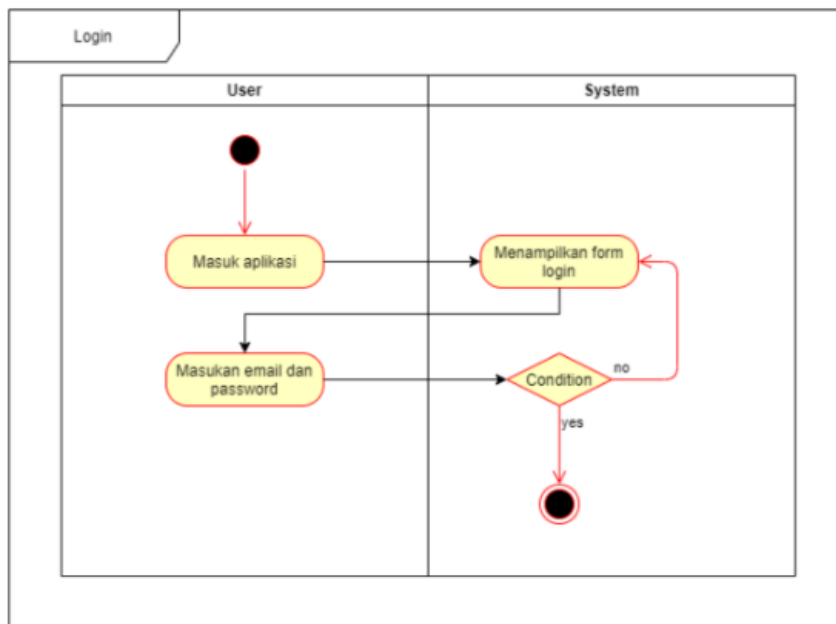 Login
User
System
Masuk aplikasi
Menampilkan form
login
Masukan email dan
password
Condition
no
yes